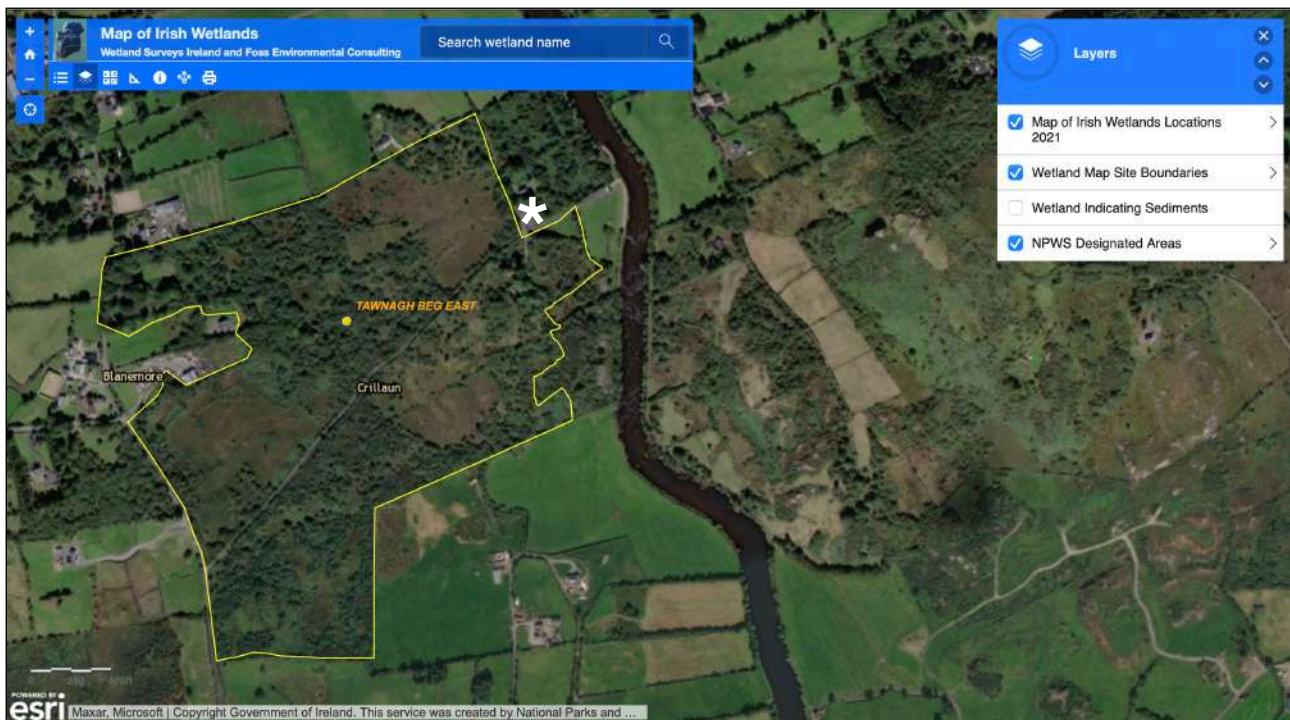 Map of Irish Wetlands
Wetland Surveys Ireland and Foss Environmental Consulting
Search wetland name
Layers
Map of Irish Wetlands Locations
2021
Wetland Map Site Boundaries
Wetland Indicating Sediments
NPWS Designated Areas
*
TAWNAGH BEG EAST
Blanemore
Crillaun
POWERED BY
esri
Maxar, Microsoft | Copyright Government of Ireland. This service was created by National Parks and ...